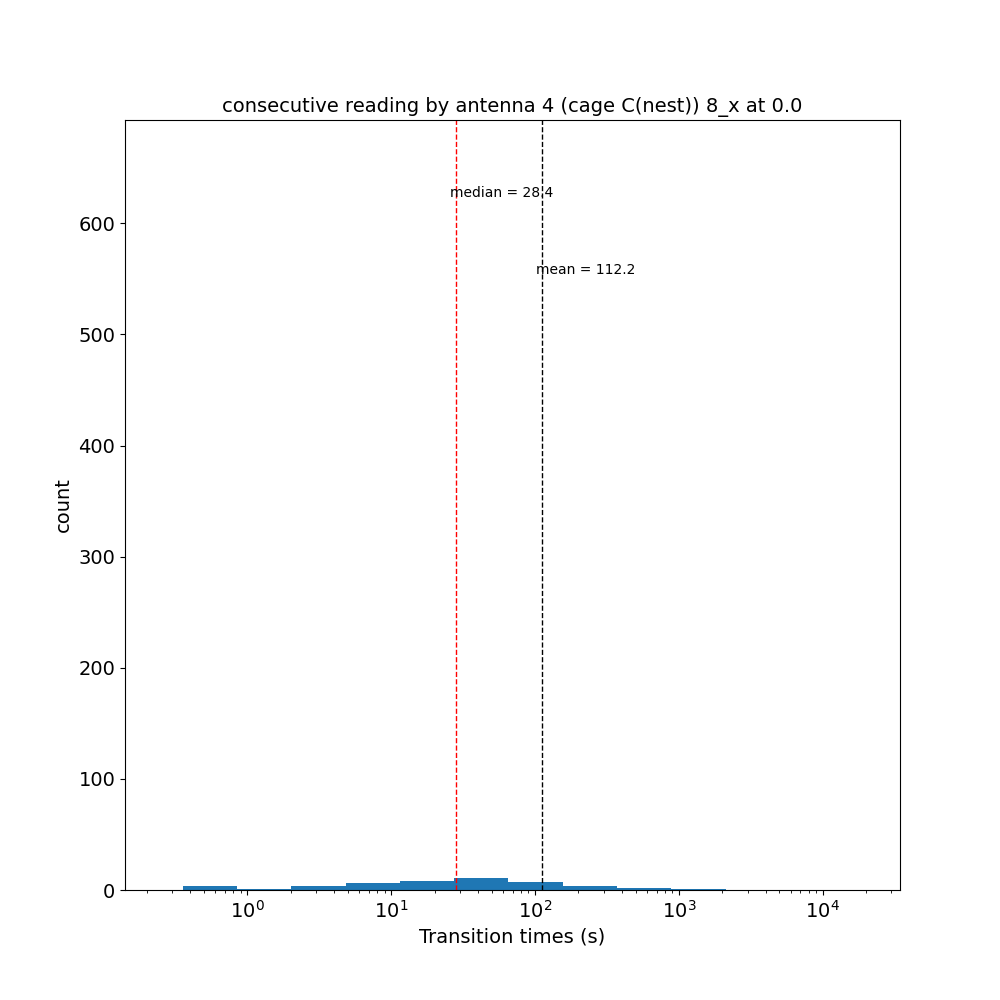 consecutive reading by antenna 4 (cage C(nest)) 8_x at 0.0
median = 28.4
mean = 112.2
600
500
400
300
200
100
0
count
10⁰ 10¹ 10² 10³ 10⁴
Transition times (s)